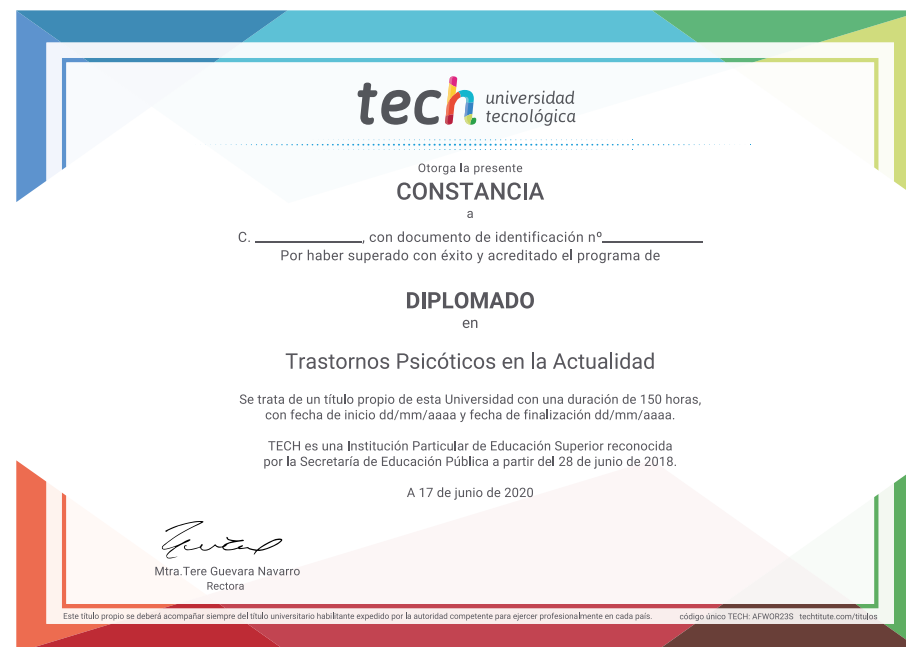 tech universidad
tecnológica
Otorga la presente
CONSTANCIA
a
C. ____________, con documento de identificación nº____________
Por haber superado con éxito y acreditado el programa de
DIPLOMADO
en
Trastornos Psicóticos en la Actualidad
Se trata de un título propio de esta Universidad con una duración de 150 horas,
con fecha de inicio dd/mm/aaaa y fecha de finalización dd/mm/aaaa.
TECH es una Institución Particular de Educación Superior reconocida
por la Secretaría de Educación Pública a partir del 28 de junio de 2018.
A 17 de junio de 2020
Mtra.Tere Guevara Navarro
Rectora
Este título propio se deberá acompañar siempre del título universitario habilitante expedido por la autoridad competente para ejercer profesionalmente en cada país. código único TECH: AFWOR23S techtitute.com/titulos